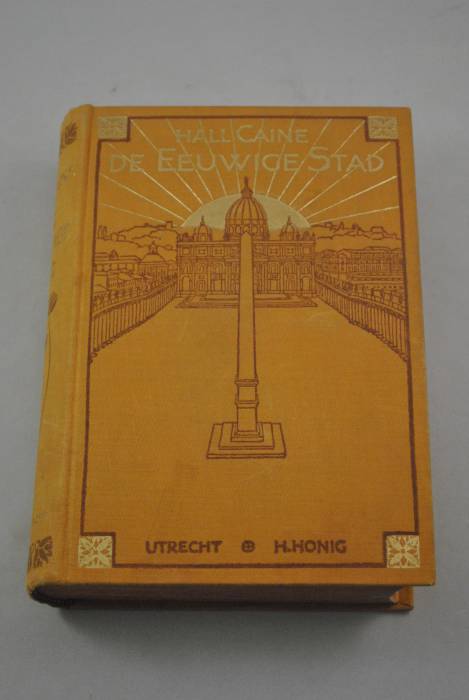 HALL CAINE
DE EEUWIGE STAD
UTRECHT H. HONIG